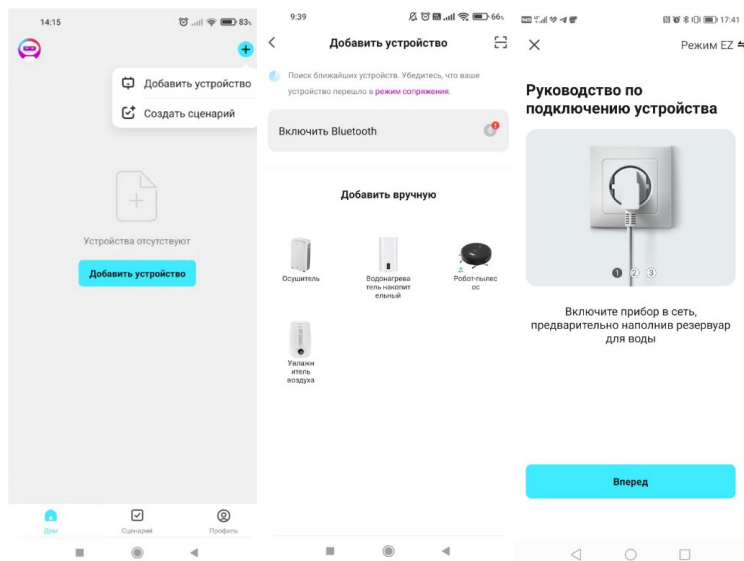 14:15
83%
Добавить устройство
Создать сценарий
Устройства отсутствуют
Добавить устройство
Дом
Сценарий
Профиль
9:39
66%
Добавить устройство
Поиск ближайших устройств. Убедитесь, что ваше
устройство перешло в режим сопряжения.
Включить Bluetooth
Добавить вручную
Осушитель
Водонагрева
тель накопит
ельный
Робот-пылес
ос
Увлажн
итель
воздуха
17:41
Режим EZ
Руководство по
подключению устройства
1 2 3
Включите прибор в сеть,
предварительно наполнив резервуар
для воды
Вперед